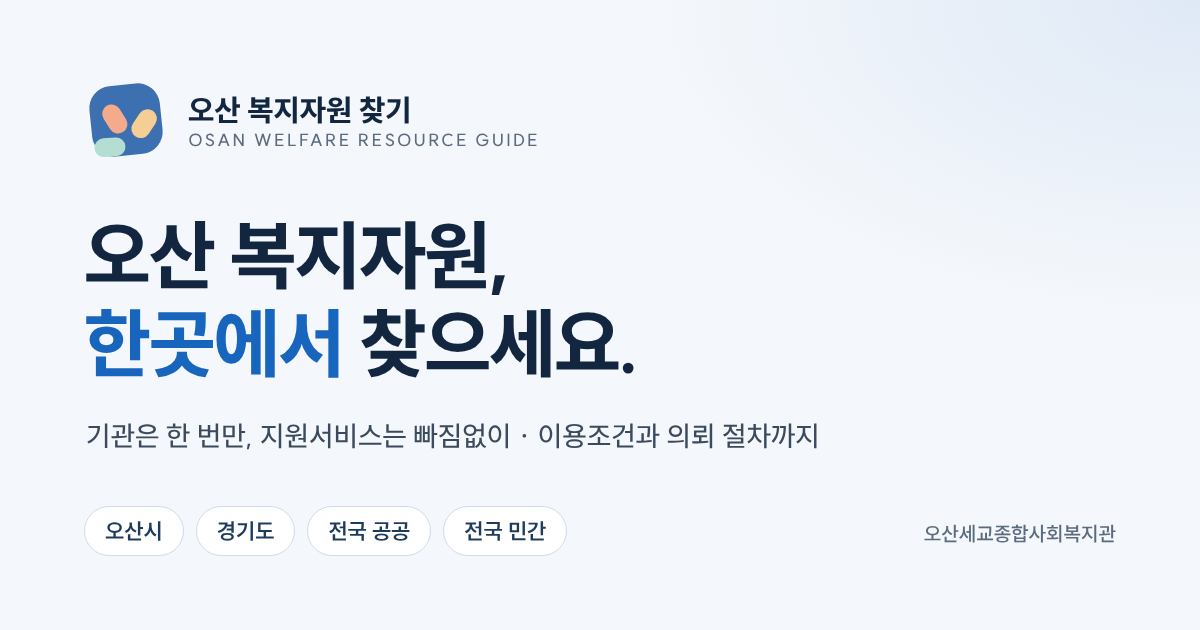 오산 복지자원 찾기
OSAN WELFARE RESOURCE GUIDE
오산 복지자원,
한곳에서 찾으세요.
기관은 한 번만, 지원서비스는 빠짐없이 · 이용조건과 의뢰 절차까지
오산시 경기도 전국 공공 전국 민간
오산세교종합사회복지관